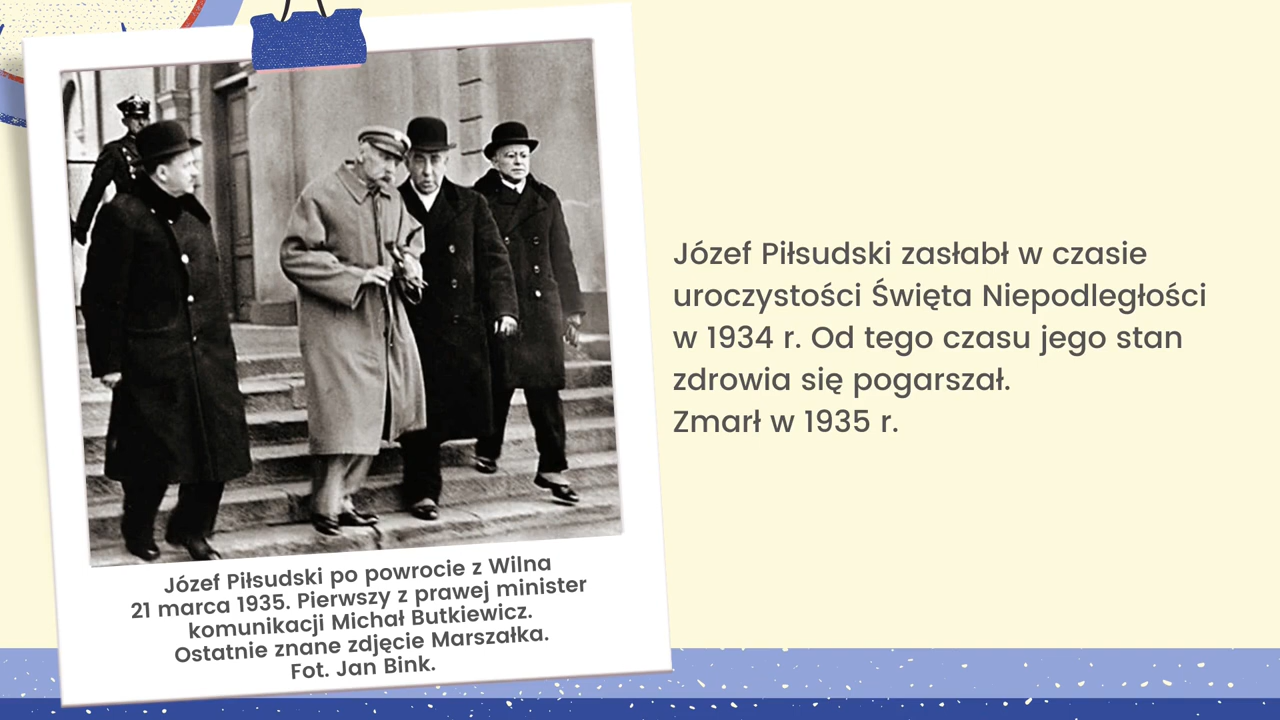 Józef Piłsudski zasłabł w czasie
uroczystości Święta Niepodległości
w 1934 r. Od tego czasu jego stan
zdrowia się pogarszał.
Zmarł w 1935 r.
Józef Piłsudski po powrocie z Wilna
21 marca 1935. Pierwszy z prawej minister
komunikacji Michał Butkiewicz.
Ostatnie znane zdjęcie Marszałka.
Fot. Jan Bink.